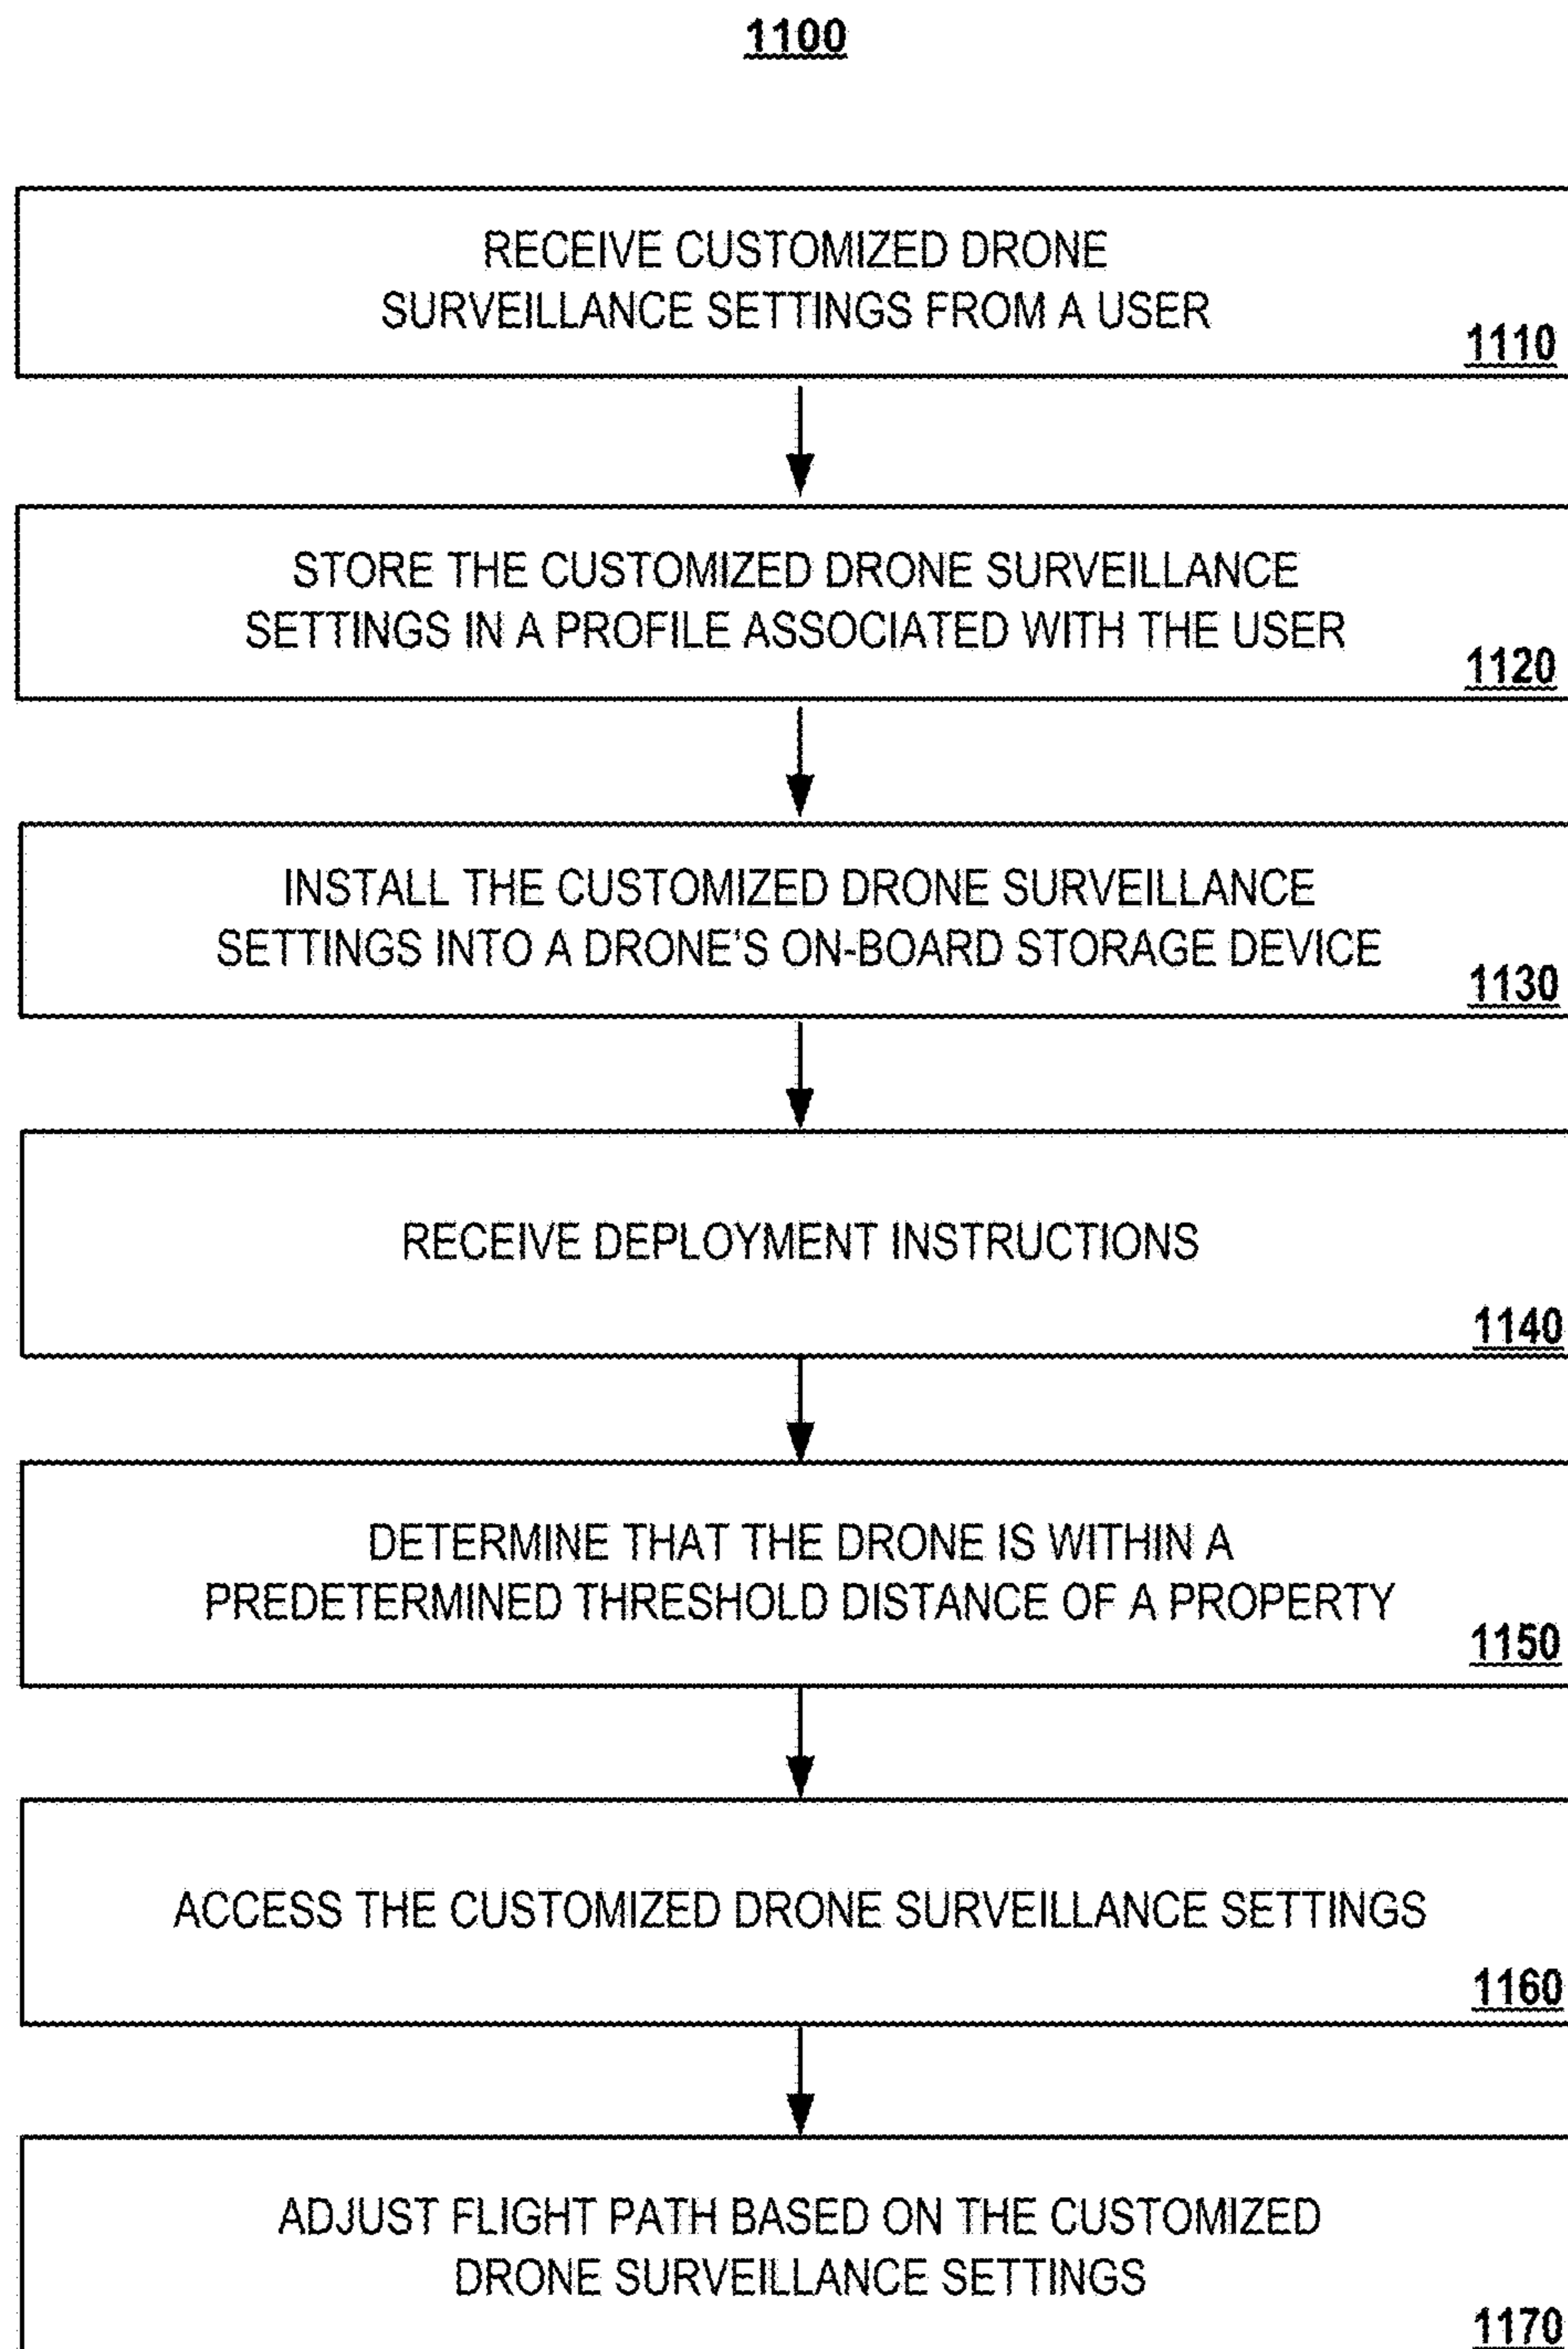 1100
RECEIVE CUSTOMIZED DRONE
SURVEILLANCE SETTINGS FROM A USER
1110
STORE THE CUSTOMIZED DRONE SURVEILLANCE
SETTINGS IN A PROFILE ASSOCIATED WITH THE USER
1120
INSTALL THE CUSTOMIZED DRONE SURVEILLANCE
SETTINGS INTO A DRONE'S ON-BOARD STORAGE DEVICE
1130
RECEIVE DEPLOYMENT INSTRUCTIONS
1140
DETERMINE THAT THE DRONE IS WITHIN A
PREDETERMINED THRESHOLD DISTANCE OF A PROPERTY
1150
ACCESS THE CUSTOMIZED DRONE SURVEILLANCE SETTINGS
1160
ADJUST FLIGHT PATH BASED ON THE CUSTOMIZED
DRONE SURVEILLANCE SETTINGS
1170